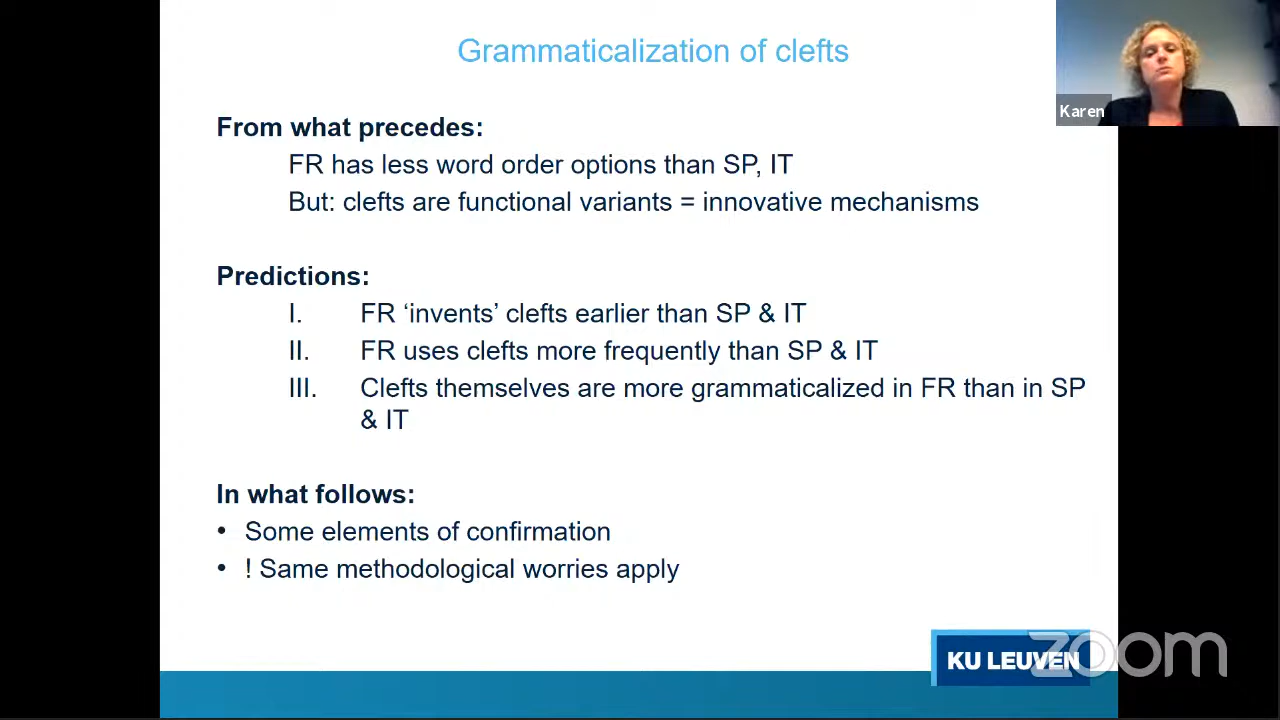 Grammaticalization of clefts
Karen
From what precedes:
FR has less word order options than SP, IT
But: clefts are functional variants = innovative mechanisms
Predictions:
I. FR ‘invents’ clefts earlier than SP & IT
II. FR uses clefts more frequently than SP & IT
III. Clefts themselves are more grammaticalized in FR than in SP
& IT
In what follows:
• Some elements of confirmation
• ! Same methodological worries apply
KU LEUVEN
zoom